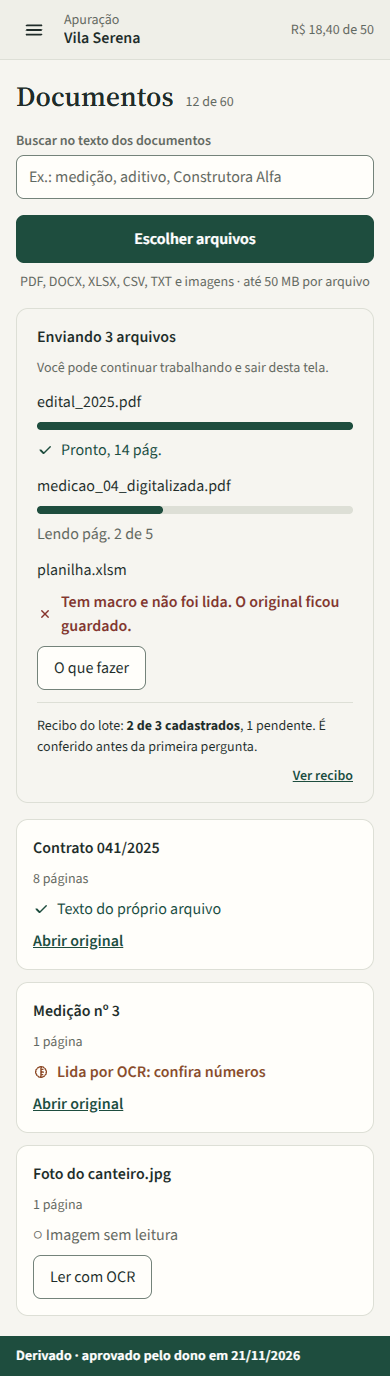 Apuração
Vila Serena
R$ 18,40 de 50
Documentos 12 de 60
Buscar no texto dos documentos
Ex.: medição, aditivo, Construtora Alfa
Escolher arquivos
PDF, DOCX, XLSX, CSV, TXT e imagens · até 50 MB por arquivo
Enviando 3 arquivos
Você pode continuar trabalhando e sair desta tela.
edital_2025.pdf
Pronto, 14 pág.
medicao_04_digitalizada.pdf
Lendo pág. 2 de 5
planilha.xlsm
Tem macro e não foi lida. O original ficou
guardado.
O que fazer
Recibo do lote: 2 de 3 cadastrados, 1 pendente. É
conferido antes da primeira pergunta.
Ver recibo
Contrato 041/2025
8 páginas
Texto do próprio arquivo
Abrir original
Medição nº 3
1 página
Lida por OCR: confira números
Abrir original
Foto do canteiro.jpg
1 página
Imagem sem leitura
Ler com OCR
Derivado · aprovado pelo dono em 21/11/2026